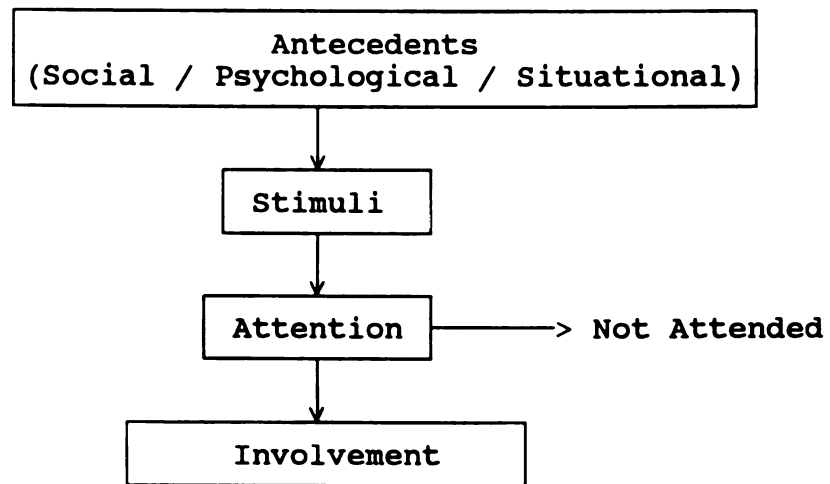 Antecedents
(Social / Psychological / Situational)
Stimuli
Attention
> Not Attended
Involvement